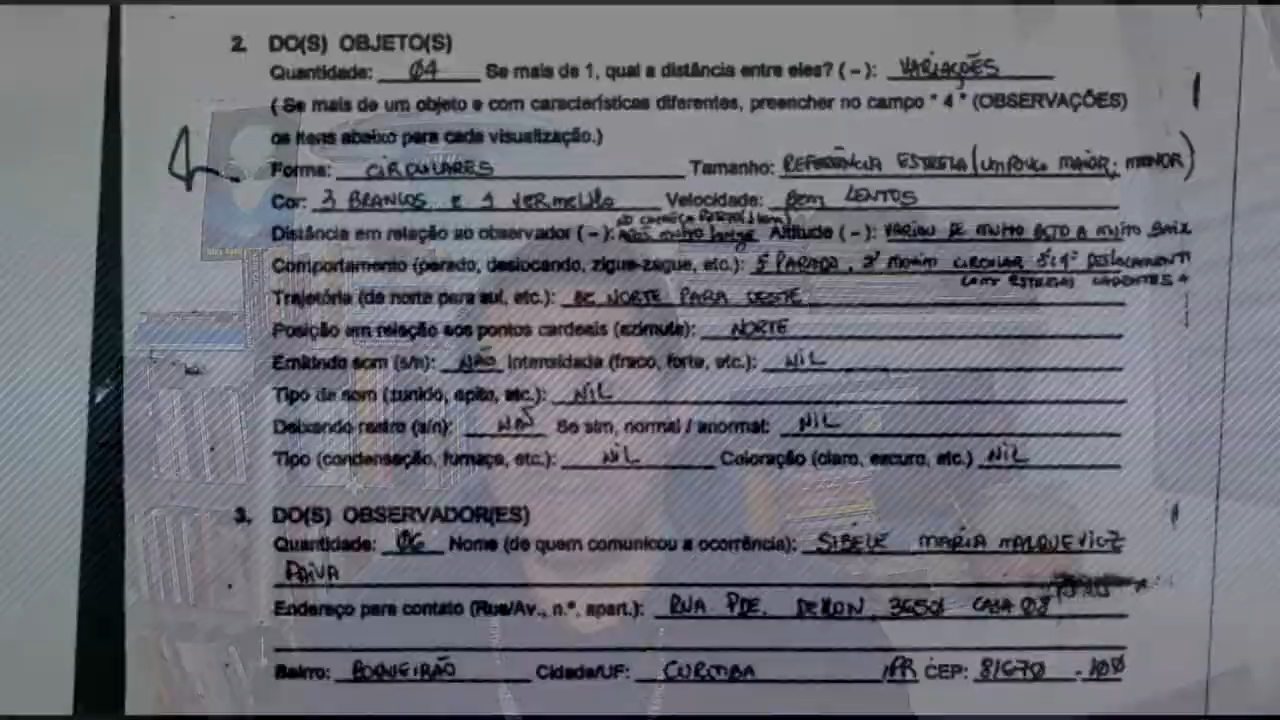 2. DO(S) OBJETO(S)
Quantidade: 04 Se mais de 1, qual a distância entre eles? (-): VARIAÇÕES
( Se mais de um objeto e com características diferentes, preencher no campo " 4 " (OBSERVAÇÕES)
os itens abaixo para cada visualização.)
Forma: CIRCULARES Tamanho: REFERÊNCIA ESTRELA (UM POUCO MAIOR; MENOR)
Cor: 3 BRANCOS E 1 VERMELHO Velocidade: BEM LENTOS
Distância em relação ao observador (-): Altitude (-): VARIOU DE MUITO ALTO A MUITO BAIX
Comportamento (parado, deslocando, zigue-zague, etc.): PARADO, CIRCULAR DESLOCAMENTO
ESTRELAS CADENTES
Trajetória (de norte para sul, etc.): DE NORTE PARA OESTE
Posição em relação aos pontos cardeais (azimute): NORTE
Emitindo som (s/n): NÃO Intensidade (fraco, forte, etc.): NIL
Tipo de som (zunido, apito, etc.): NIL
Deixando rastro (s/n): NÃO Se sim, normal / anormal: NIL
Tipo (condensação, fumaça, etc.): NIL Coloração (claro, escuro, etc.) NIL
3. DO(S) OBSERVADOR(ES)
Quantidade: 06 Nome (de quem comunicou a ocorrência): SIBELE MARIA
PAIVA
Endereço para contato (Rua/Av., n.º, apart.): RUA PDE. CASA 08
Bairro: BOQUEIRÃO Cidade/UF: CURITIBA /PR CEP: 81670 - 100